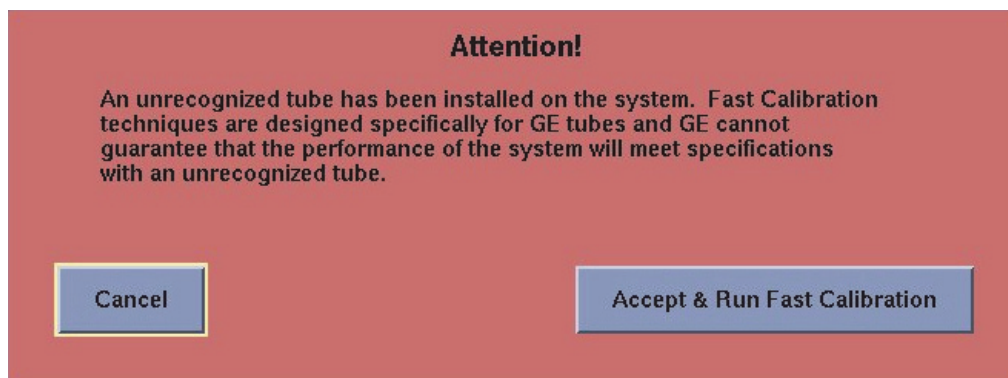 Attention!
An unrecognized tube has been installed on the system. Fast Calibration
techniques are designed specifically for GE tubes and GE cannot
guarantee that the performance of the system will meet specifications
with an unrecognized tube.
Cancel
Accept & Run Fast Calibration